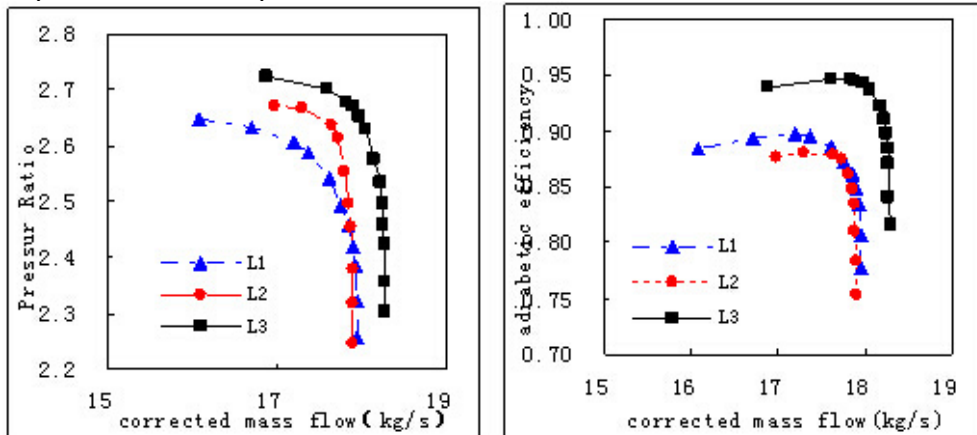 2.8
2.7
2.6
2.5
2.4
2.3
2.2
Pressur Ratio
L1
L2
L3
15
17
19
corrected mass flow(kg/s)
1.00
0.95
0.90
0.85
0.80
0.75
0.70
adiabetic efficiency
L1
L2
L3
15
16
17
18
19
corrected mass flow(kg/s)